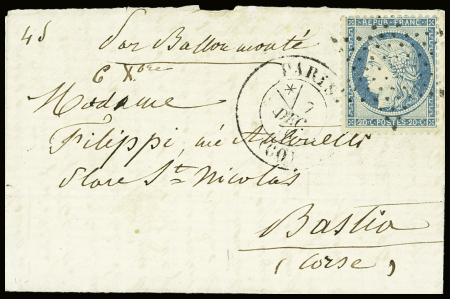 45
Par Ballon monté
6 Xbre
REPUB. FRANC.
20 C. POSTES 20 C.
PARIS
*
7
DEC.
Madame
Filippi, née Antonelli
place St Nicolas
Bastia
(Corse)